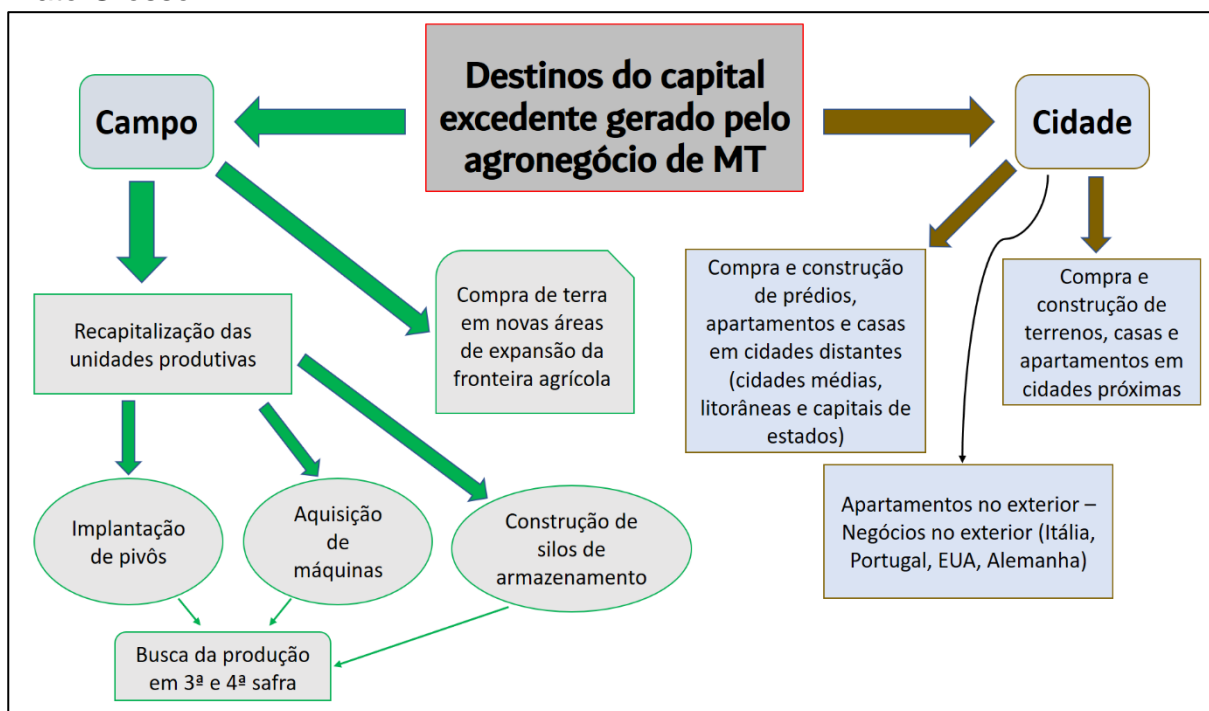 Destinos do capital
excedente gerado pelo
agronegócio de MT
Campo
Cidade
Compra de terra
em novas áreas
de expansão da
fronteira agrícola
Recapitalização das
unidades produtivas
Implantação
de pivôs
Aquisição
de
máquinas
Construção de
silos de
armazenamento
Busca da produção
em 3ª e 4ª safra
Compra e construção
de prédios,
apartamentos e casas
em cidades distantes
(cidades médias,
litorâneas e capitais de
estados)
Compra e
construção de
terrenos, casas e
apartamentos em
cidades próximas
Apartamentos no exterior –
Negócios no exterior (Itália,
Portugal, EUA, Alemanha)